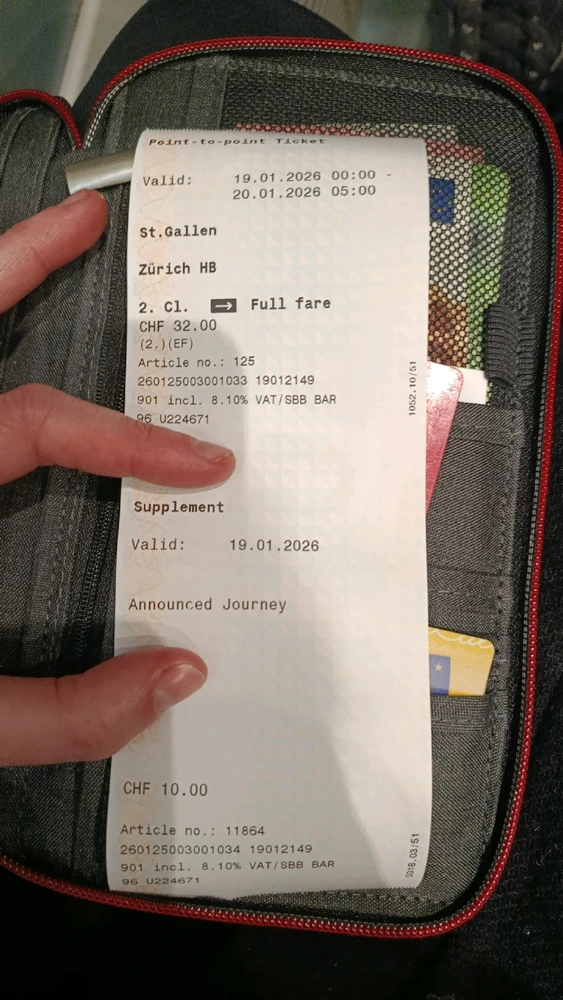 Point-to-point Ticket
Valid: 19.01.2026 00:00 -
20.01.2026 05:00
St.Gallen
Zürich HB
2. Cl. → Full fare
CHF 32.00
(2.)(EF)
Article no.: 125
260125003001033 19012149
901 incl. 8.10% VAT/SBB BAR
96 U224671
1052.10/51
Supplement
Valid: 19.01.2026
Announced Journey
CHF 10.00
Article no.: 11864
260125003001034 19012149
901 incl. 8.10% VAT/SBB BAR
96 U224671
0318.03/51